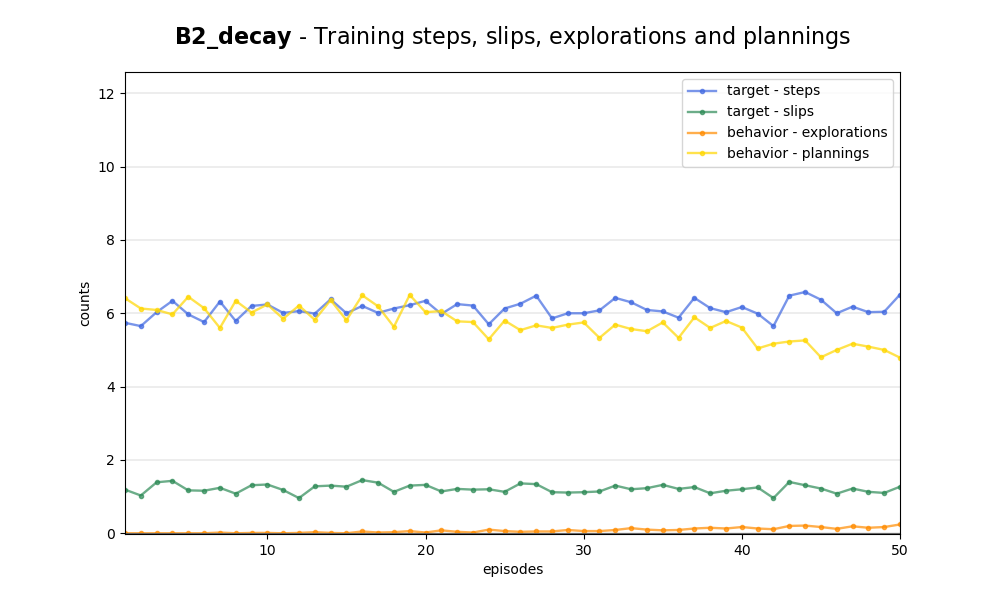 B2_decay - Training steps, slips, explorations and plannings
12
10
8
6
4
2
0
counts
target - steps
target - slips
behavior - explorations
behavior - plannings
10 20 30 40 50
episodes